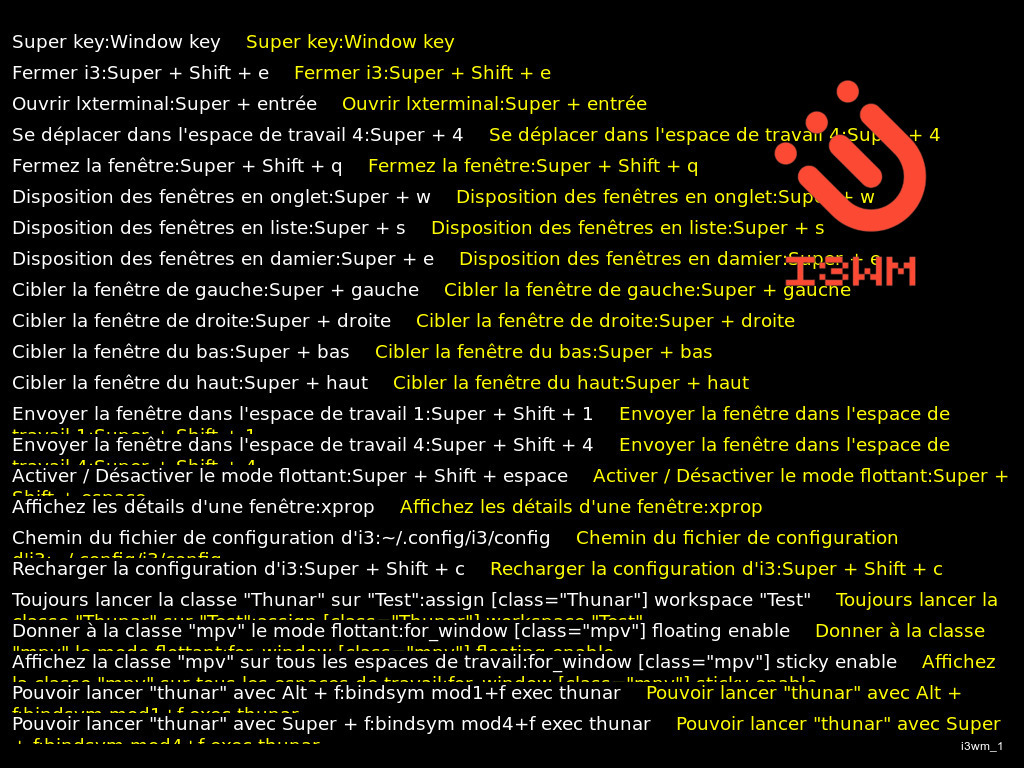 Super key:Window key Super key:Window key
Fermer i3:Super + Shift + e Fermer i3:Super + Shift + e
Ouvrir lxterminal:Super + entrée Ouvrir lxterminal:Super + entrée
Se déplacer dans l'espace de travail 4:Super + 4 Se déplacer dans l'espace de travail 4:Super + 4
Fermez la fenêtre:Super + Shift + q Fermez la fenêtre:Super + Shift + q
Disposition des fenêtres en onglet:Super + w Disposition des fenêtres en onglet:Super + w
Disposition des fenêtres en liste:Super + s Disposition des fenêtres en liste:Super + s
Disposition des fenêtres en damier:Super + e Disposition des fenêtres en damier:Super + e
I3WM
Cibler la fenêtre de gauche:Super + gauche Cibler la fenêtre de gauche:Super + gauche
Cibler la fenêtre de droite:Super + droite Cibler la fenêtre de droite:Super + droite
Cibler la fenêtre du bas:Super + bas Cibler la fenêtre du bas:Super + bas
Cibler la fenêtre du haut:Super + haut Cibler la fenêtre du haut:Super + haut
Envoyer la fenêtre dans l'espace de travail 1:Super + Shift + 1 Envoyer la fenêtre dans l'espace de
travail 1:Super + Shift + 1
Envoyer la fenêtre dans l'espace de travail 4:Super + Shift + 4 Envoyer la fenêtre dans l'espace de
travail 4:Super + Shift + 4
Activer / Désactiver le mode flottant:Super + Shift + espace Activer / Désactiver le mode flottant:Super +
Shift + espace
Affichez les détails d'une fenêtre:xprop Affichez les détails d'une fenêtre:xprop
Chemin du fichier de configuration d'i3:~/.config/i3/config Chemin du fichier de configuration
d'i3:~/.config/i3/config
Recharger la configuration d'i3:Super + Shift + c Recharger la configuration d'i3:Super + Shift + c
Toujours lancer la classe "Thunar" sur "Test":assign [class="Thunar"] workspace "Test" Toujours lancer la
classe "Thunar" sur "Test":assign [class="Thunar"] workspace "Test"
Donner à la classe "mpv" le mode flottant:for_window [class="mpv"] floating enable Donner à la classe
"mpv" le mode flottant:for_window [class="mpv"] floating enable
Affichez la classe "mpv" sur tous les espaces de travail:for_window [class="mpv"] sticky enable Affichez
la classe "mpv" sur tous les espaces de travail:for_window [class="mpv"] sticky enable
Pouvoir lancer "thunar" avec Alt + f:bindsym mod1+f exec thunar Pouvoir lancer "thunar" avec Alt +
f:bindsym mod1+f exec thunar
Pouvoir lancer "thunar" avec Super + f:bindsym mod4+f exec thunar Pouvoir lancer "thunar" avec Super
+ f:bindsym mod4+f exec thunar
i3wm_1